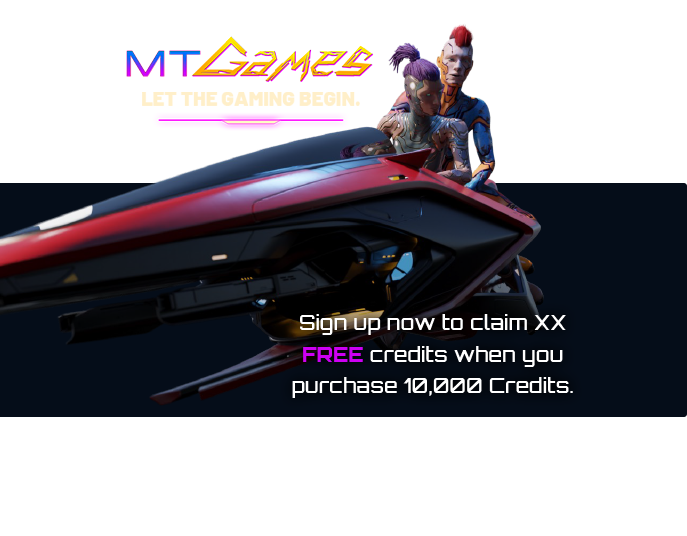 MTGames
LET THE GAMING BEGIN.
Sign up now to claim XX
FREE credits when you
purchase 10,000 Credits.